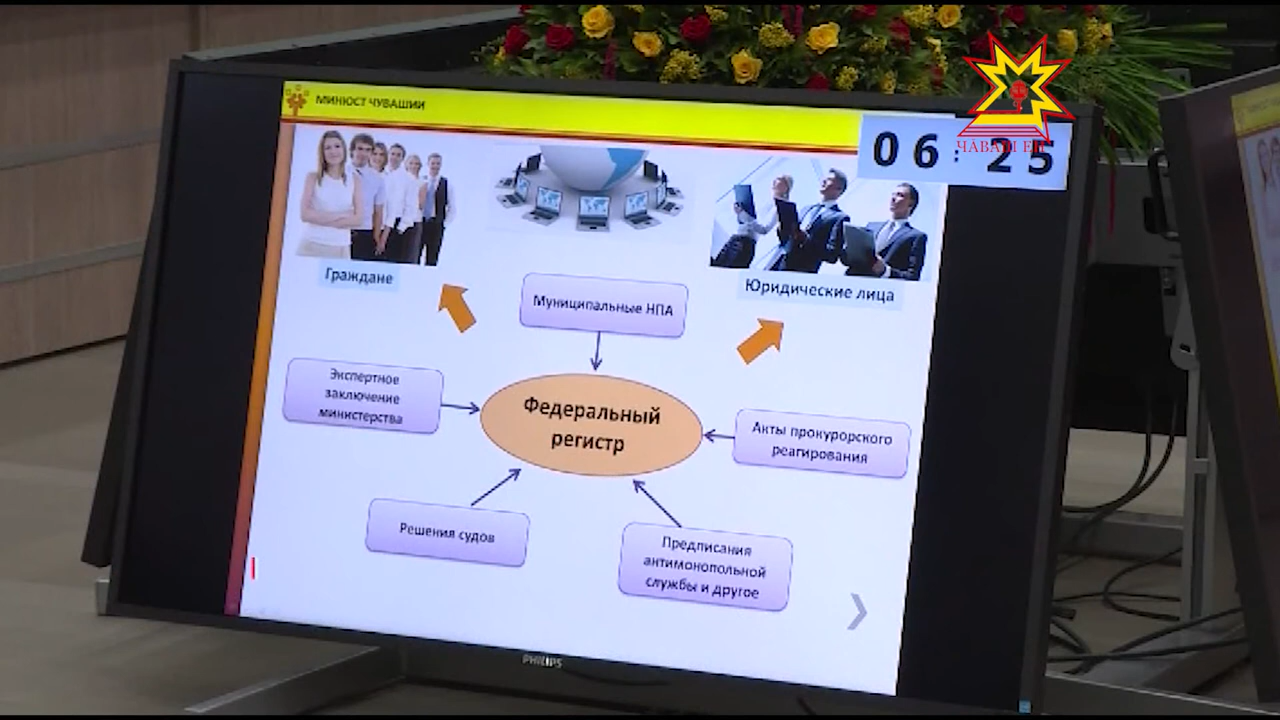 МИНЮСТ ЧУВАШИИ
06:25
ЧӐВАШ ЕН
Граждане
Юридические лица
Муниципальные НПА
Экспертное
заключение
министерства
Федеральный
регистр
Акты прокурорского
реагирования
Решения судов
Предписания
антимонопольной
службы и другое
PHILIPS